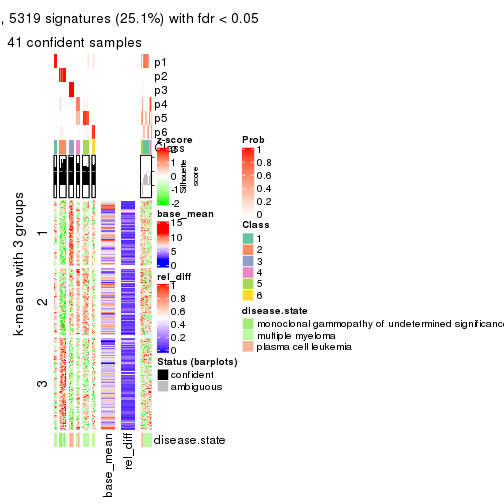 , 5319 signatures (25.1%) with fdr < 0.05
41 confident samples
p1
p2
p3
p4
p5
p6
Class
Silhouette
score
k-means with 3 groups
1
2
3
base_mean
rel_diff
disease.state
z-score
2
1
0
-1
-2
base_mean
15
10
5
0
rel_diff
1
0.8
0.6
0.4
0.2
0
Status (barplots)
confident
ambiguous
Prob
1
0.8
0.6
0.4
0.2
0
Class
1
2
3
4
5
6
disease.state
monoclonal gammopathy of undetermined significance
multiple myeloma
plasma cell leukemia